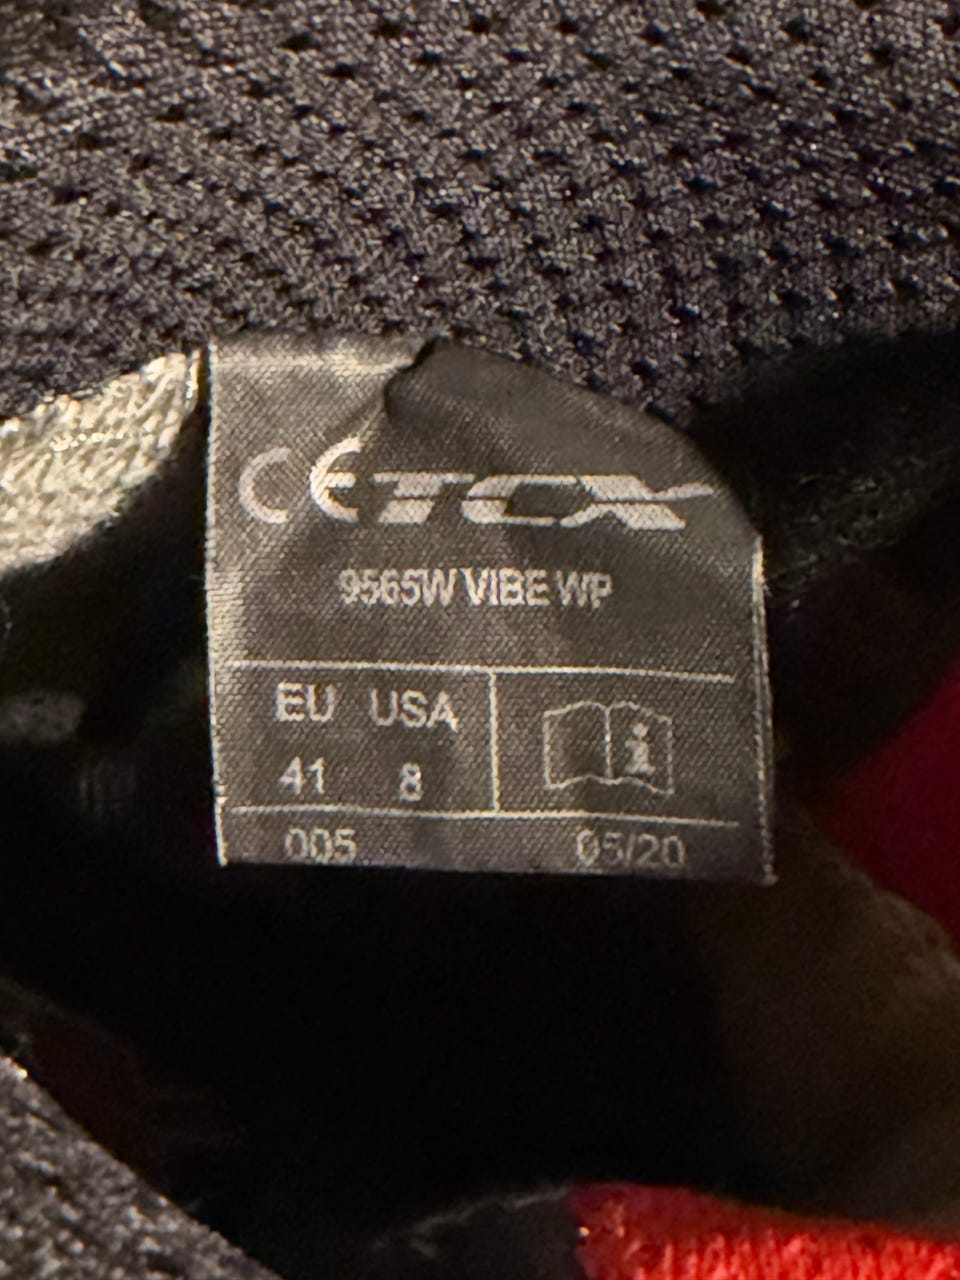 CE TCX
9565W VIBE WP
EU USA
41 8
i
005 05/20